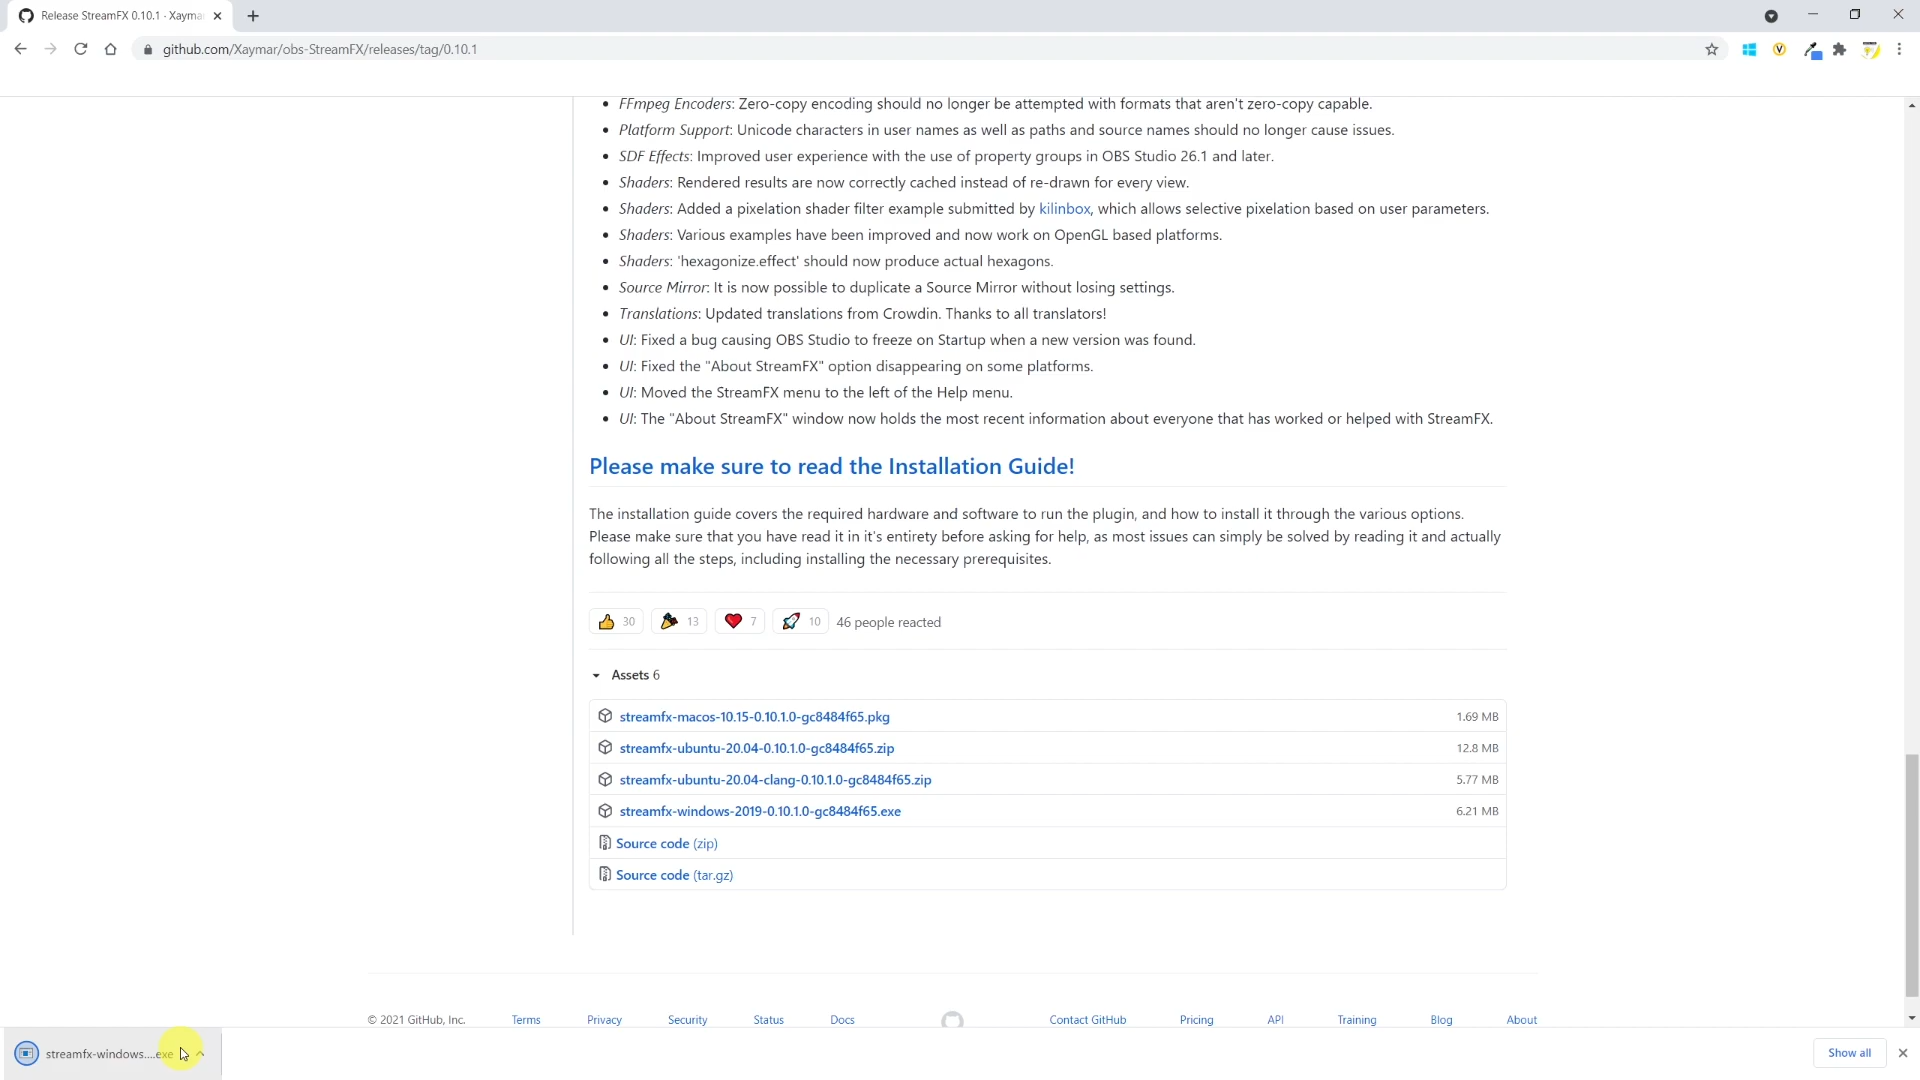 Release StreamFX 0.10.1 · Xayma
github.com/Xaymar/obs-StreamFX/releases/tag/0.10.1
FFmpeg Encoders: Zero-copy encoding should no longer be attempted with formats that aren't zero-copy capable.
Platform Support: Unicode characters in user names as well as paths and source names should no longer cause issues.
SDF Effects: Improved user experience with the use of property groups in OBS Studio 26.1 and later.
Shaders: Rendered results are now correctly cached instead of re-drawn for every view.
Shaders: Added a pixelation shader filter example submitted by kilinbox, which allows selective pixelation based on user parameters.
Shaders: Various examples have been improved and now work on OpenGL based platforms.
Shaders: 'hexagonize.effect' should now produce actual hexagons.
Source Mirror: It is now possible to duplicate a Source Mirror without losing settings.
Translations: Updated translations from Crowdin. Thanks to all translators!
UI: Fixed a bug causing OBS Studio to freeze on Startup when a new version was found.
UI: Fixed the "About StreamFX" option disappearing on some platforms.
UI: Moved the StreamFX menu to the left of the Help menu.
UI: The "About StreamFX" window now holds the most recent information about everyone that has worked or helped with StreamFX.
Please make sure to read the Installation Guide!
The installation guide covers the required hardware and software to run the plugin, and how to install it through the various options.
Please make sure that you have read it in it's entirety before asking for help, as most issues can simply be solved by reading it and actually
following all the steps, including installing the necessary prerequisites.
30 13 7 10 46 people reacted
Assets 6
streamfx-macos-10.15-0.10.1.0-gc8484f65.pkg 1.69 MB
streamfx-ubuntu-20.04-0.10.1.0-gc8484f65.zip 12.8 MB
streamfx-ubuntu-20.04-clang-0.10.1.0-gc8484f65.zip 5.77 MB
streamfx-windows-2019-0.10.1.0-gc8484f65.exe 6.21 MB
Source code (zip)
Source code (tar.gz)
© 2021 GitHub, Inc. Terms Privacy Security Status Docs Contact GitHub Pricing API Training Blog About
streamfx-windows....exe Show all